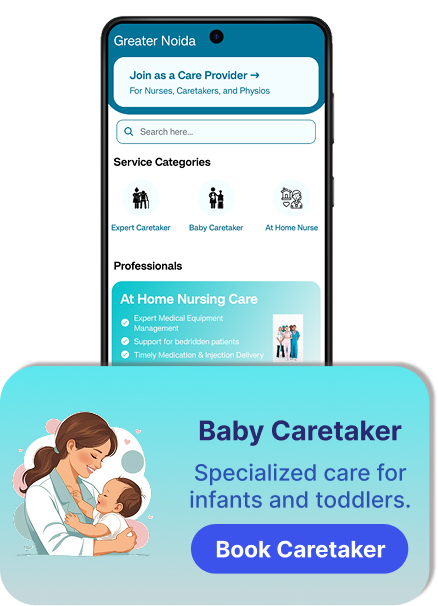 Greater Noida
Join as a Care Provider →
For Nurses, Caretakers, and Physios
Search here...
Service Categories
Expert Caretaker
Baby Caretaker
At Home Nurse
Professionals
At Home Nursing Care
Expert Medical Equipment
Management
Support for bedridden patients
Timely Medication & Injection Delivery
Baby Caretaker
Specialized care for
infants and toddlers.
Book Caretaker